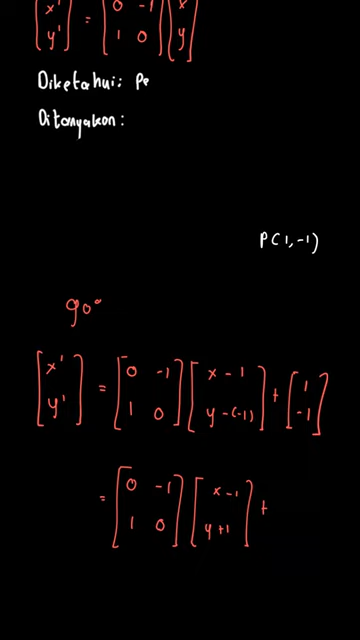 [x' y'] = [0 -1 1 0] [x y]
Diketahui: Pe
Ditanyakan:
P(1,-1)
90°
[x' y'] = [0 -1 1 0] [x - 1 y - (-1)] + [1 -1]
= [0 -1 1 0] [x - 1 y + 1] +